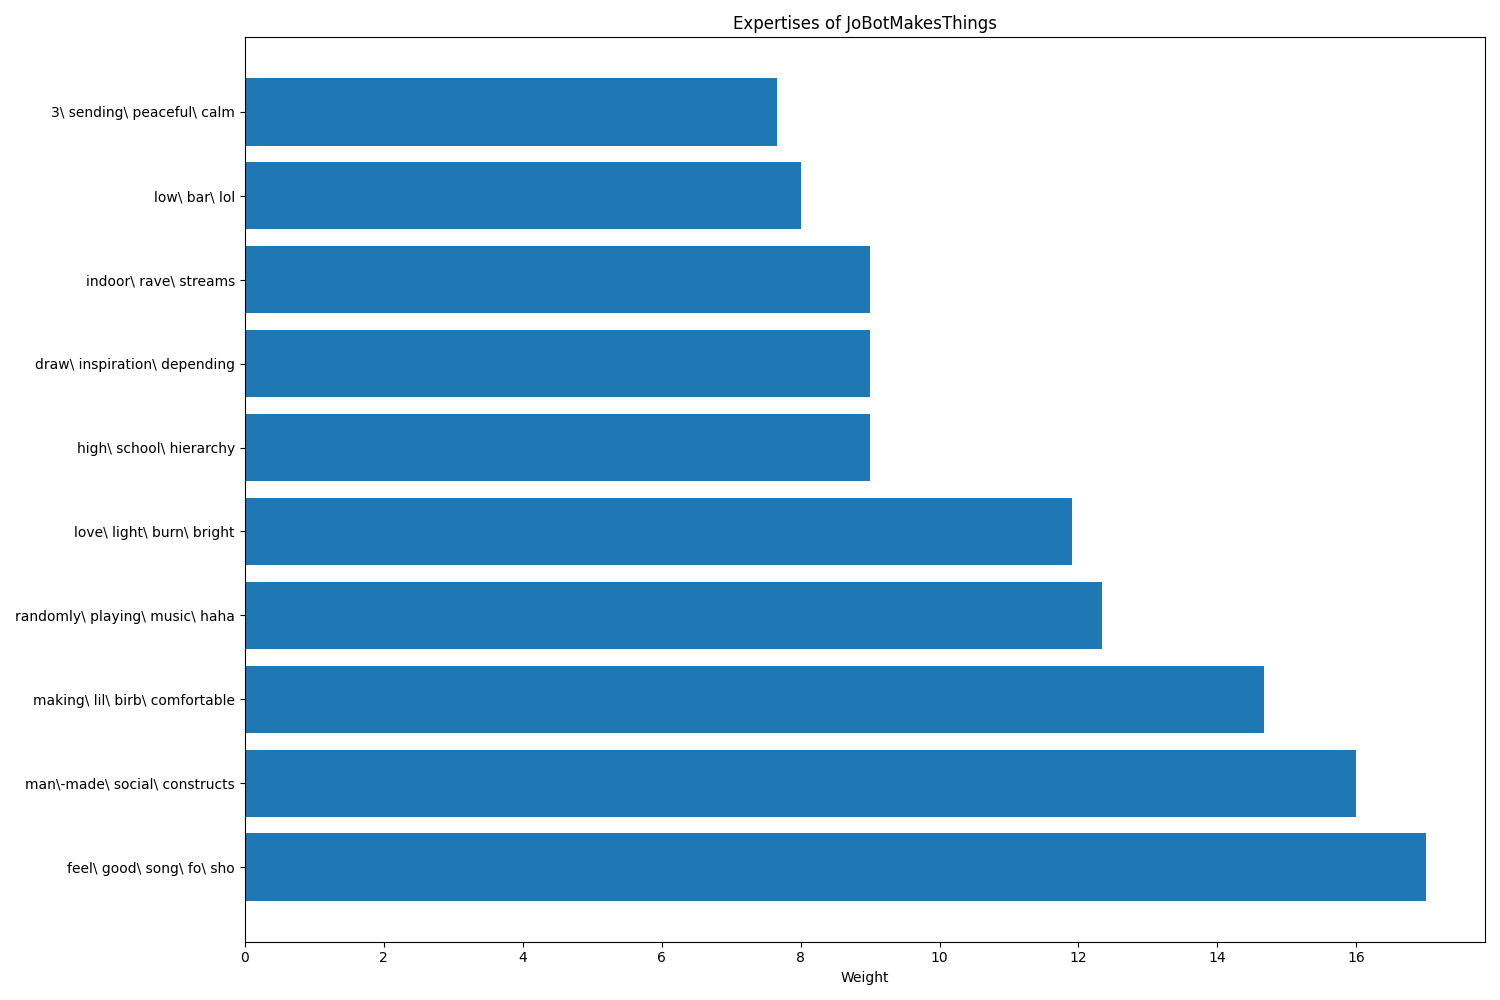 Expertises of JoBotMakesThings
3\ sending\ peaceful\ calm
low\ bar\ lol
indoor\ rave\ streams
draw\ inspiration\ depending
high\ school\ hierarchy
love\ light\ burn\ bright
randomly\ playing\ music\ haha
making\ lil\ birb\ comfortable
man\-made\ social\ constructs
feel\ good\ song\ fo\ sho
0 2 4 6 8 10 12 14 16
Weight